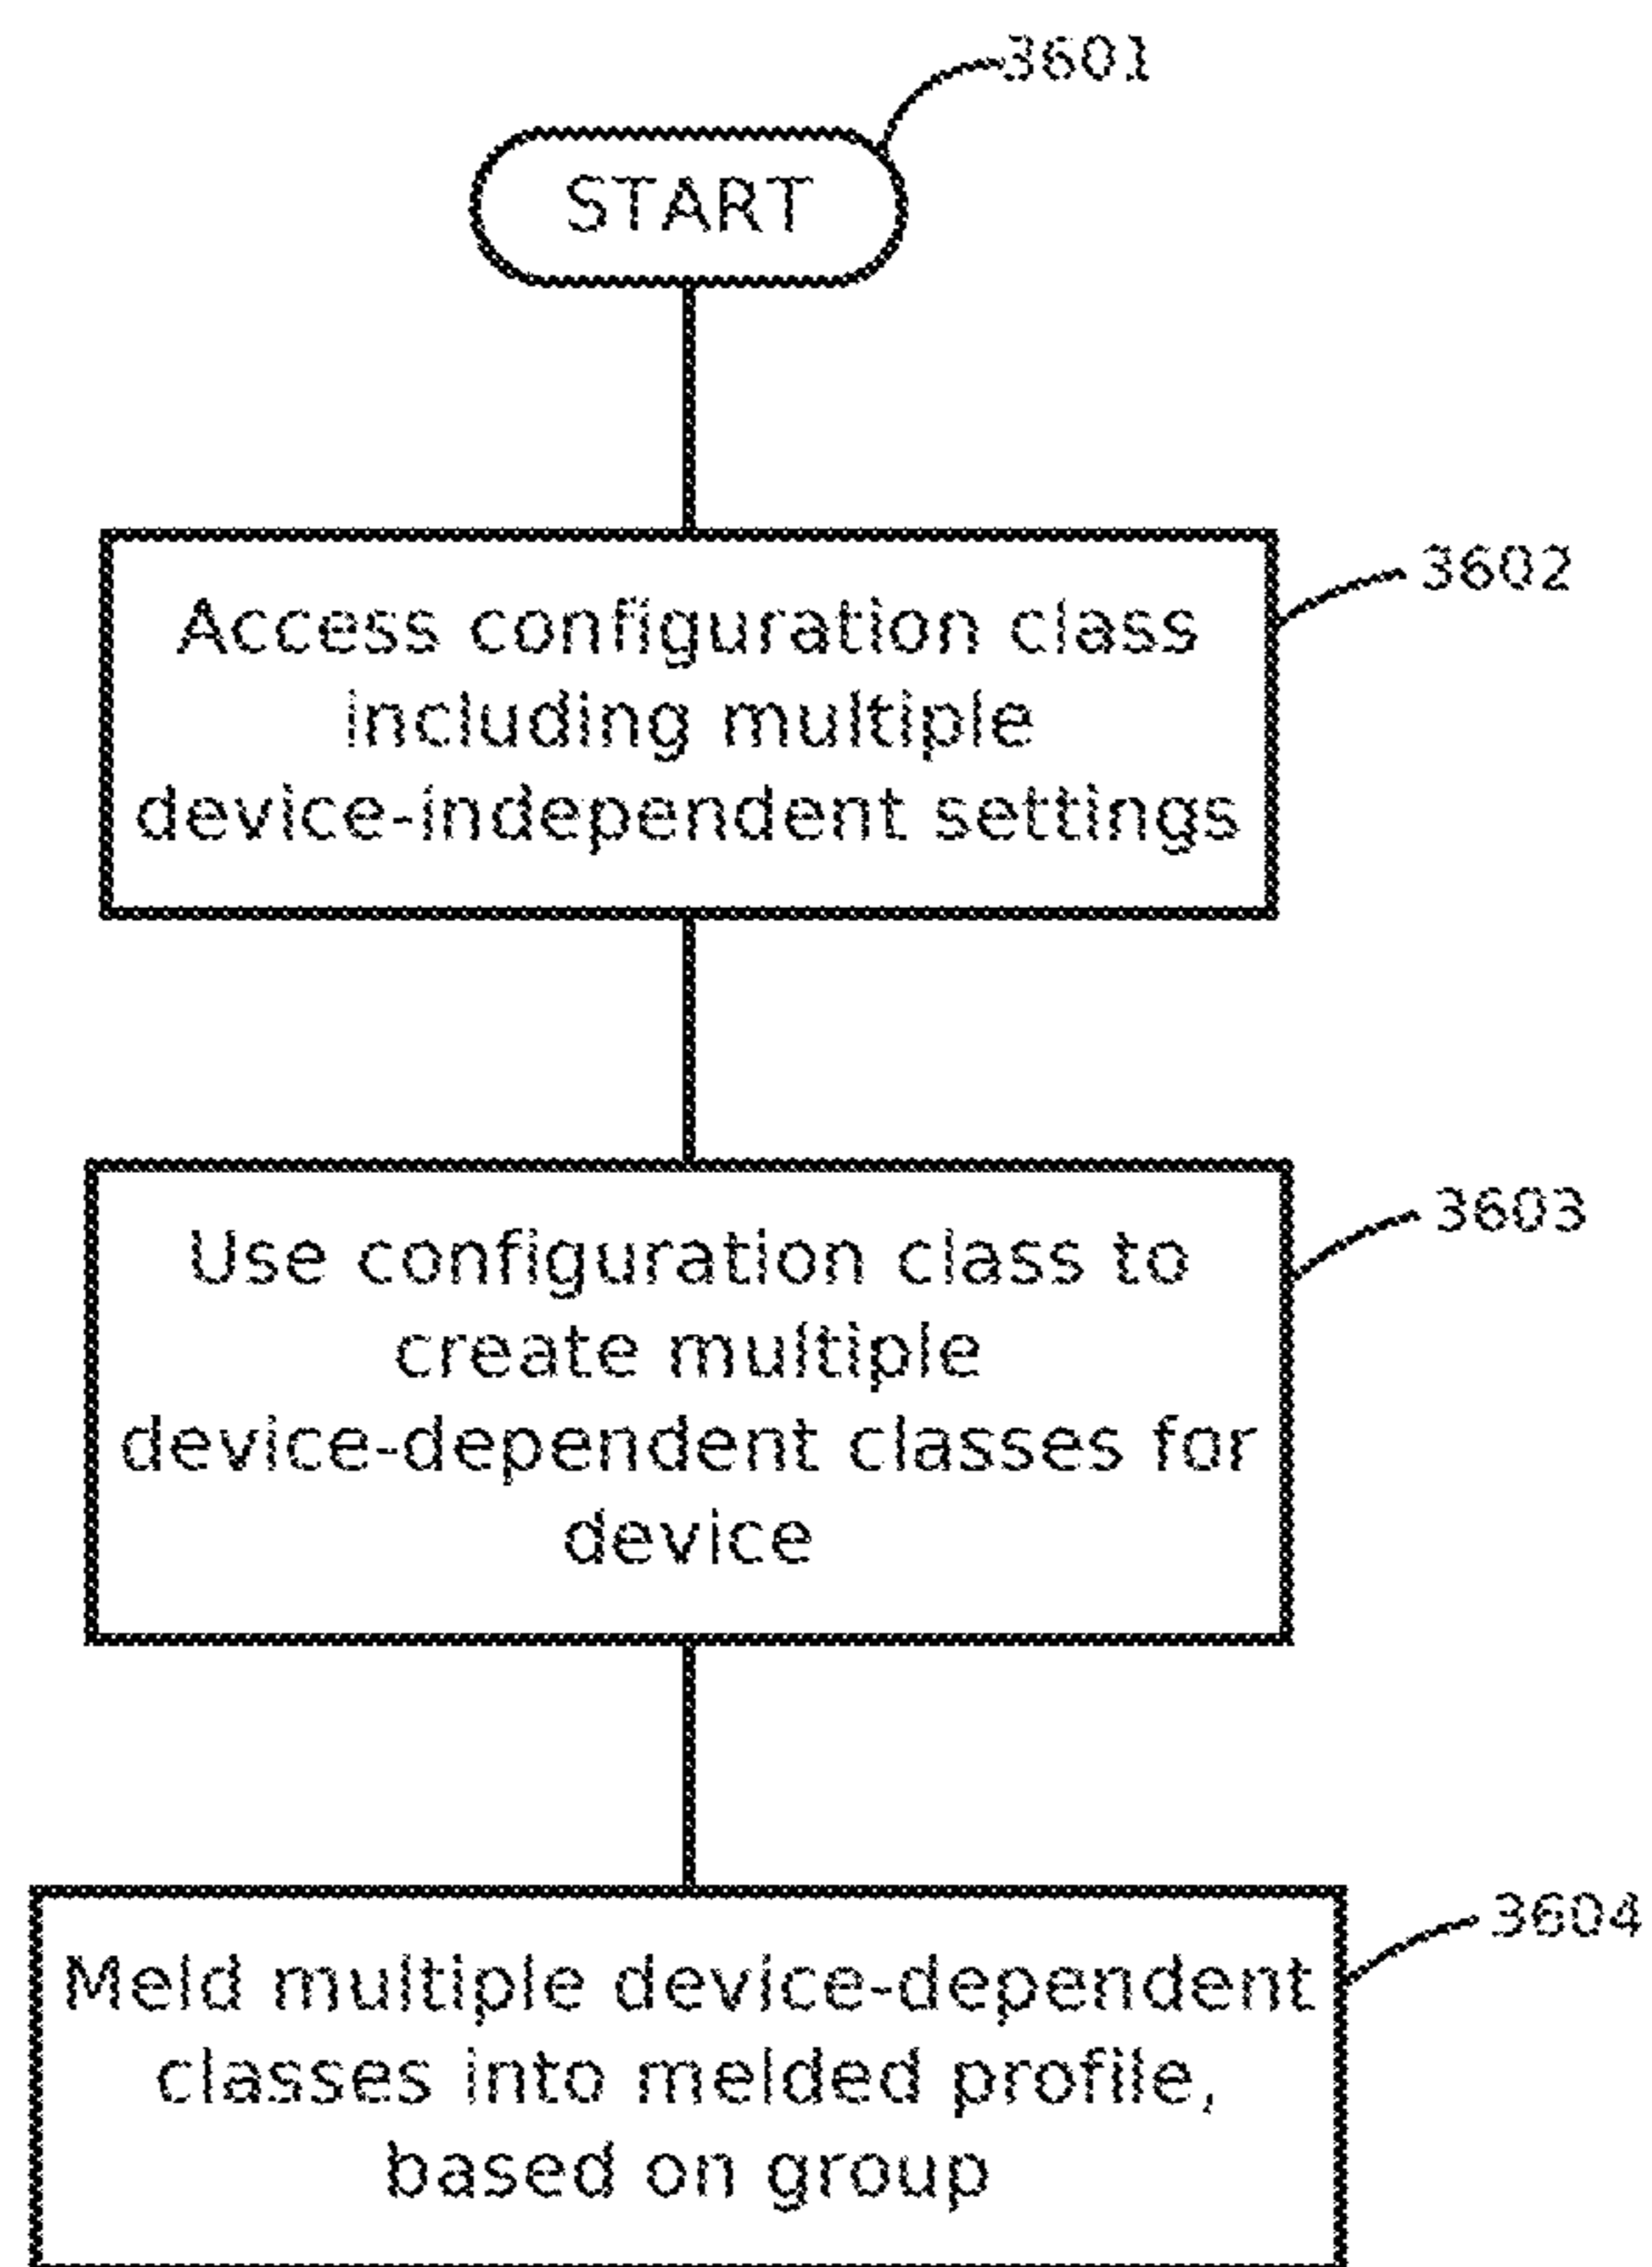 3601
START
3602
Access configuration class
including multiple
device-independent settings
3603
Use configuration class to
create multiple
device-dependent classes for
device
3604
Meld multiple device-dependent
classes into melded profile,
based on group